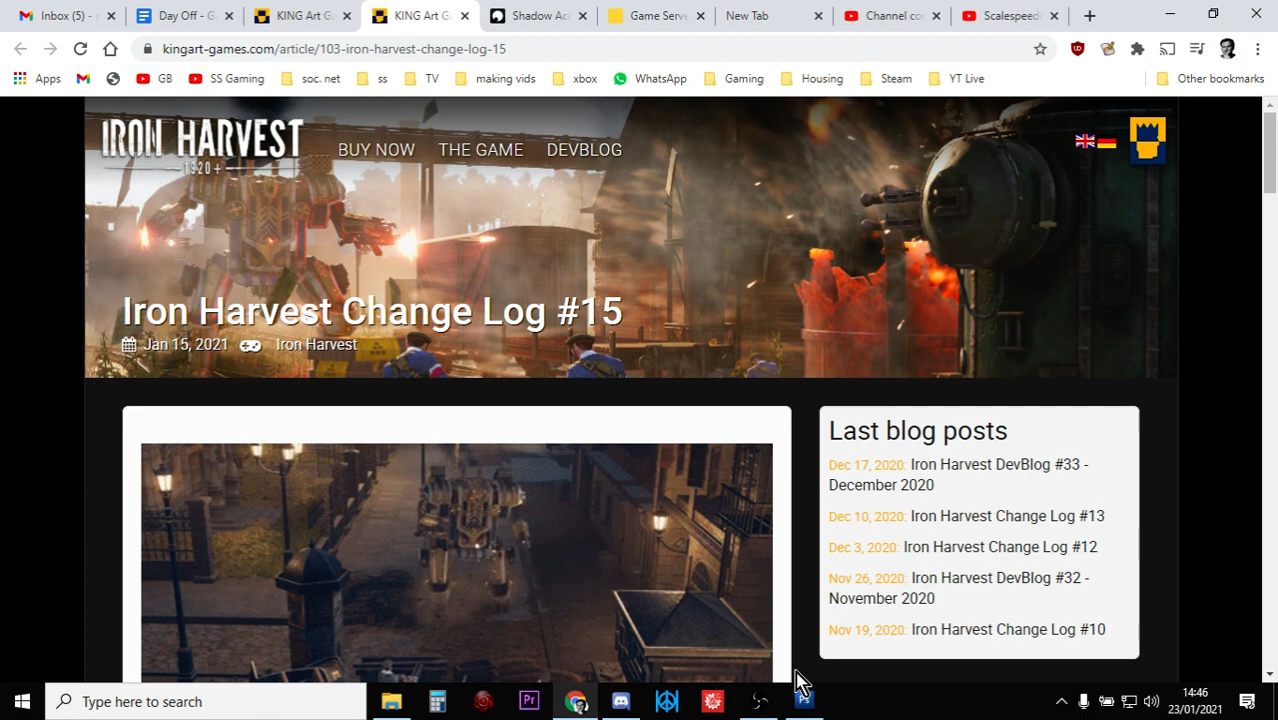 Inbox (5) - s
Day Off - G
KING Art Ga
KING Art G
Shadow Ac
Game Serve
New Tab
Channel co
Scalespeed
kingart-games.com/article/103-iron-harvest-change-log-15
Apps
GB
SS Gaming
soc. net
ss
TV
making vids
xbox
WhatsApp
Gaming
Housing
Steam
YT Live
Other bookmarks
IRON HARVEST
1920+
BUY NOW
THE GAME
DEVBLOG
Iron Harvest Change Log #15
Jan 15, 2021
Iron Harvest
Last blog posts
Dec 17, 2020: Iron Harvest DevBlog #33 -
December 2020
Dec 10, 2020: Iron Harvest Change Log #13
Dec 3, 2020: Iron Harvest Change Log #12
Nov 26, 2020: Iron Harvest DevBlog #32 -
November 2020
Nov 19, 2020: Iron Harvest Change Log #10
Type here to search
Pr
Ps
14:46
23/01/2021